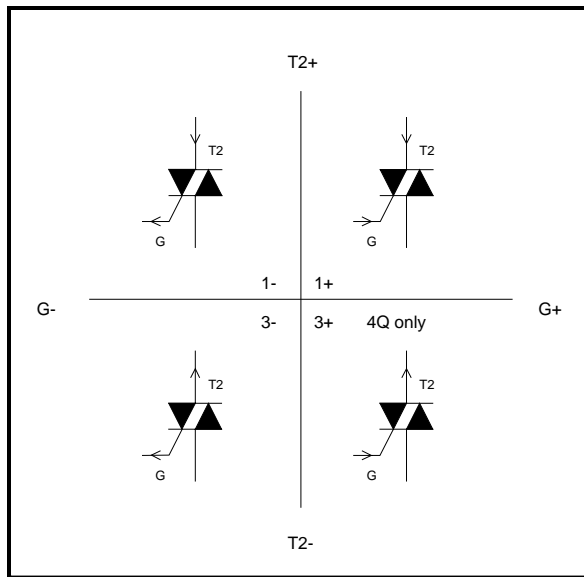 T2+
T2
T2
G
G
1- 1+
G-
G+
3- 3+ 4Q only
T2
T2
G
G
T2-